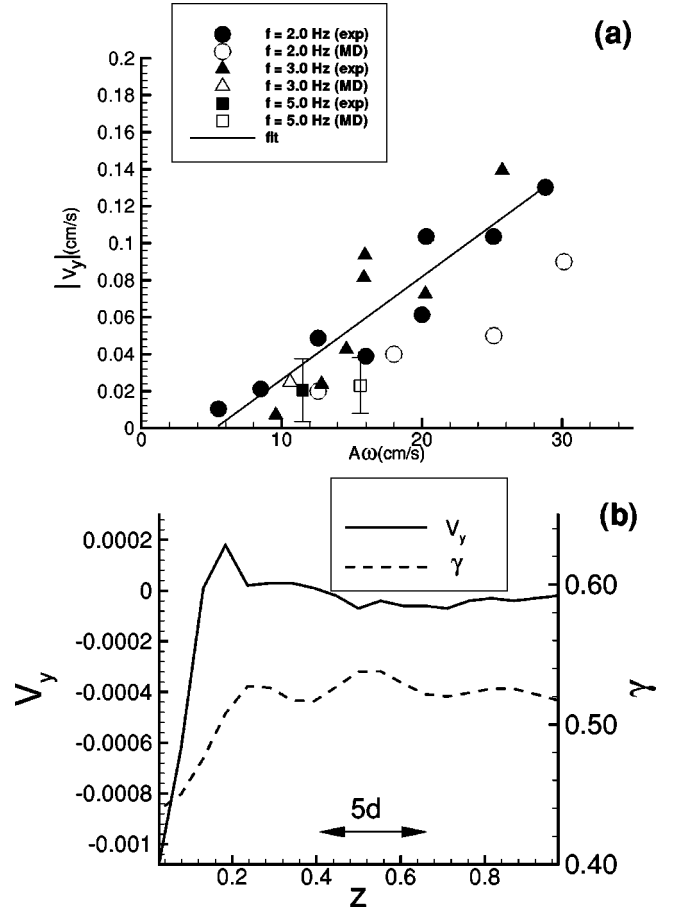 (a)
f = 2.0 Hz (exp)
f = 2.0 Hz (MD)
f = 3.0 Hz (exp)
f = 3.0 Hz (MD)
f = 5.0 Hz (exp)
f = 5.0 Hz (MD)
fit
0.2
0.18
0.16
0.14
0.12
0.1
0.08
0.06
0.04
0.02
0
|v_y|(cm/s)
0 10 20 30
Aω(cm/s)
(b)
V_y
γ
0.0002
0
-0.0002
-0.0004
-0.0006
-0.0008
-0.001
V_y
0.60
0.50
0.40
γ
5d
0.2 0.4 0.6 0.8
z